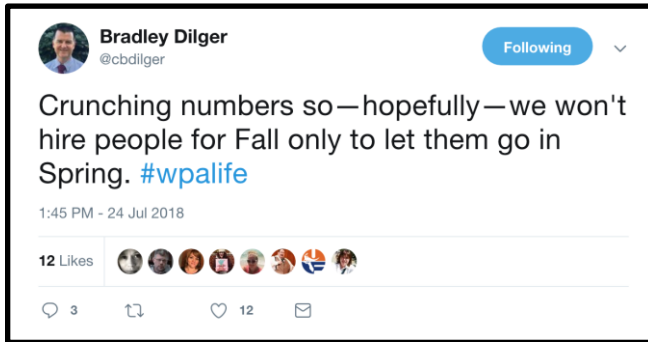 Bradley Dilger
@cbdilger
Following
Crunching numbers so—hopefully—we won't
hire people for Fall only to let them go in
Spring. #wpalife
1:45 PM - 24 Jul 2018
12 Likes
3
12